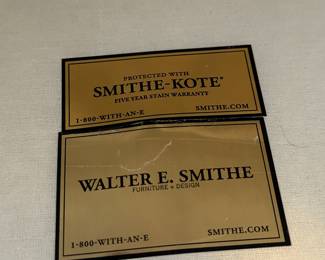 PROTECTED WITH
SMITHE-KOTE®
FIVE YEAR STAIN WARRANTY
1-800-WITH-AN-E SMITHE.COM
WALTER E. SMITHE
FURNITURE + DESIGN
1-800-WITH-AN-E SMITHE.COM